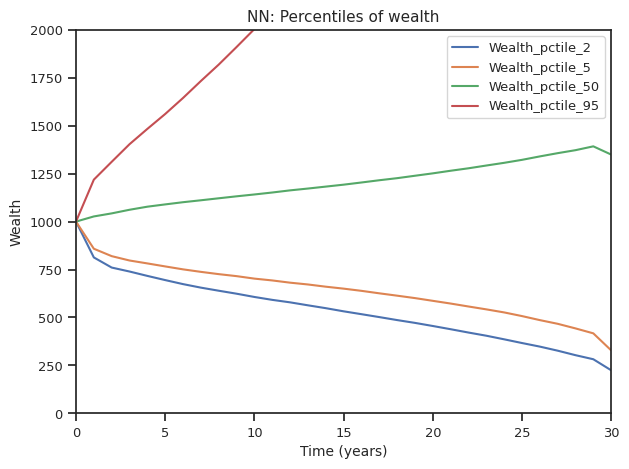 NN: Percentiles of wealth
2000
1750
1500
1250
1000
750
500
250
0
Wealth
Wealth_pctile_2
Wealth_pctile_5
Wealth_pctile_50
Wealth_pctile_95
0 5 10 15 20 25 30
Time (years)